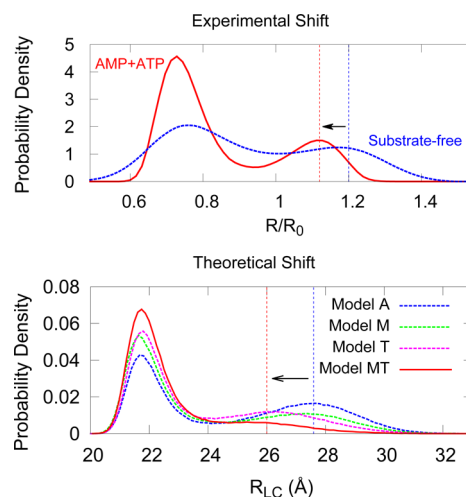 Experimental Shift
Probability Density
5
4
3
2
1
0
AMP+ATP
Substrate-free
0.6 0.8 1 1.2 1.4
R/R0
Theoretical Shift
Probability Density
0.08
0.06
0.04
0.02
0.00
Model A
Model M
Model T
Model MT
20 22 24 26 28 30 32
RLC (Å)